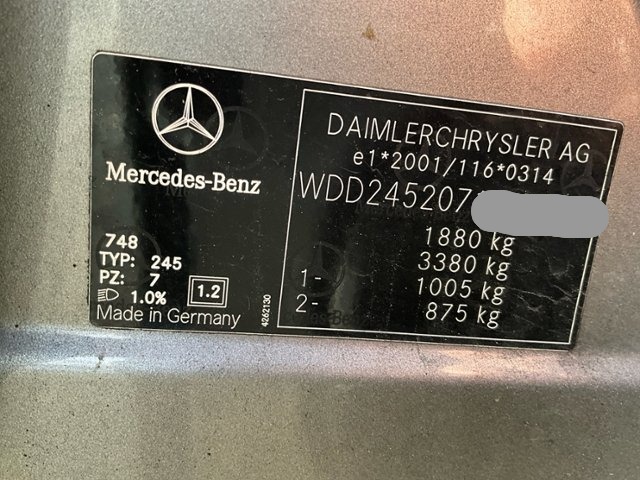 Mercedes-Benz
748
TYP: 245
PZ: 7
1.0%
1.2
Made in Germany
4262130
DAIMLERCHRYSLER AG
e1*2001/116*0314
WDD245207
1880 kg
3380 kg
1- 1005 kg
2- 875 kg